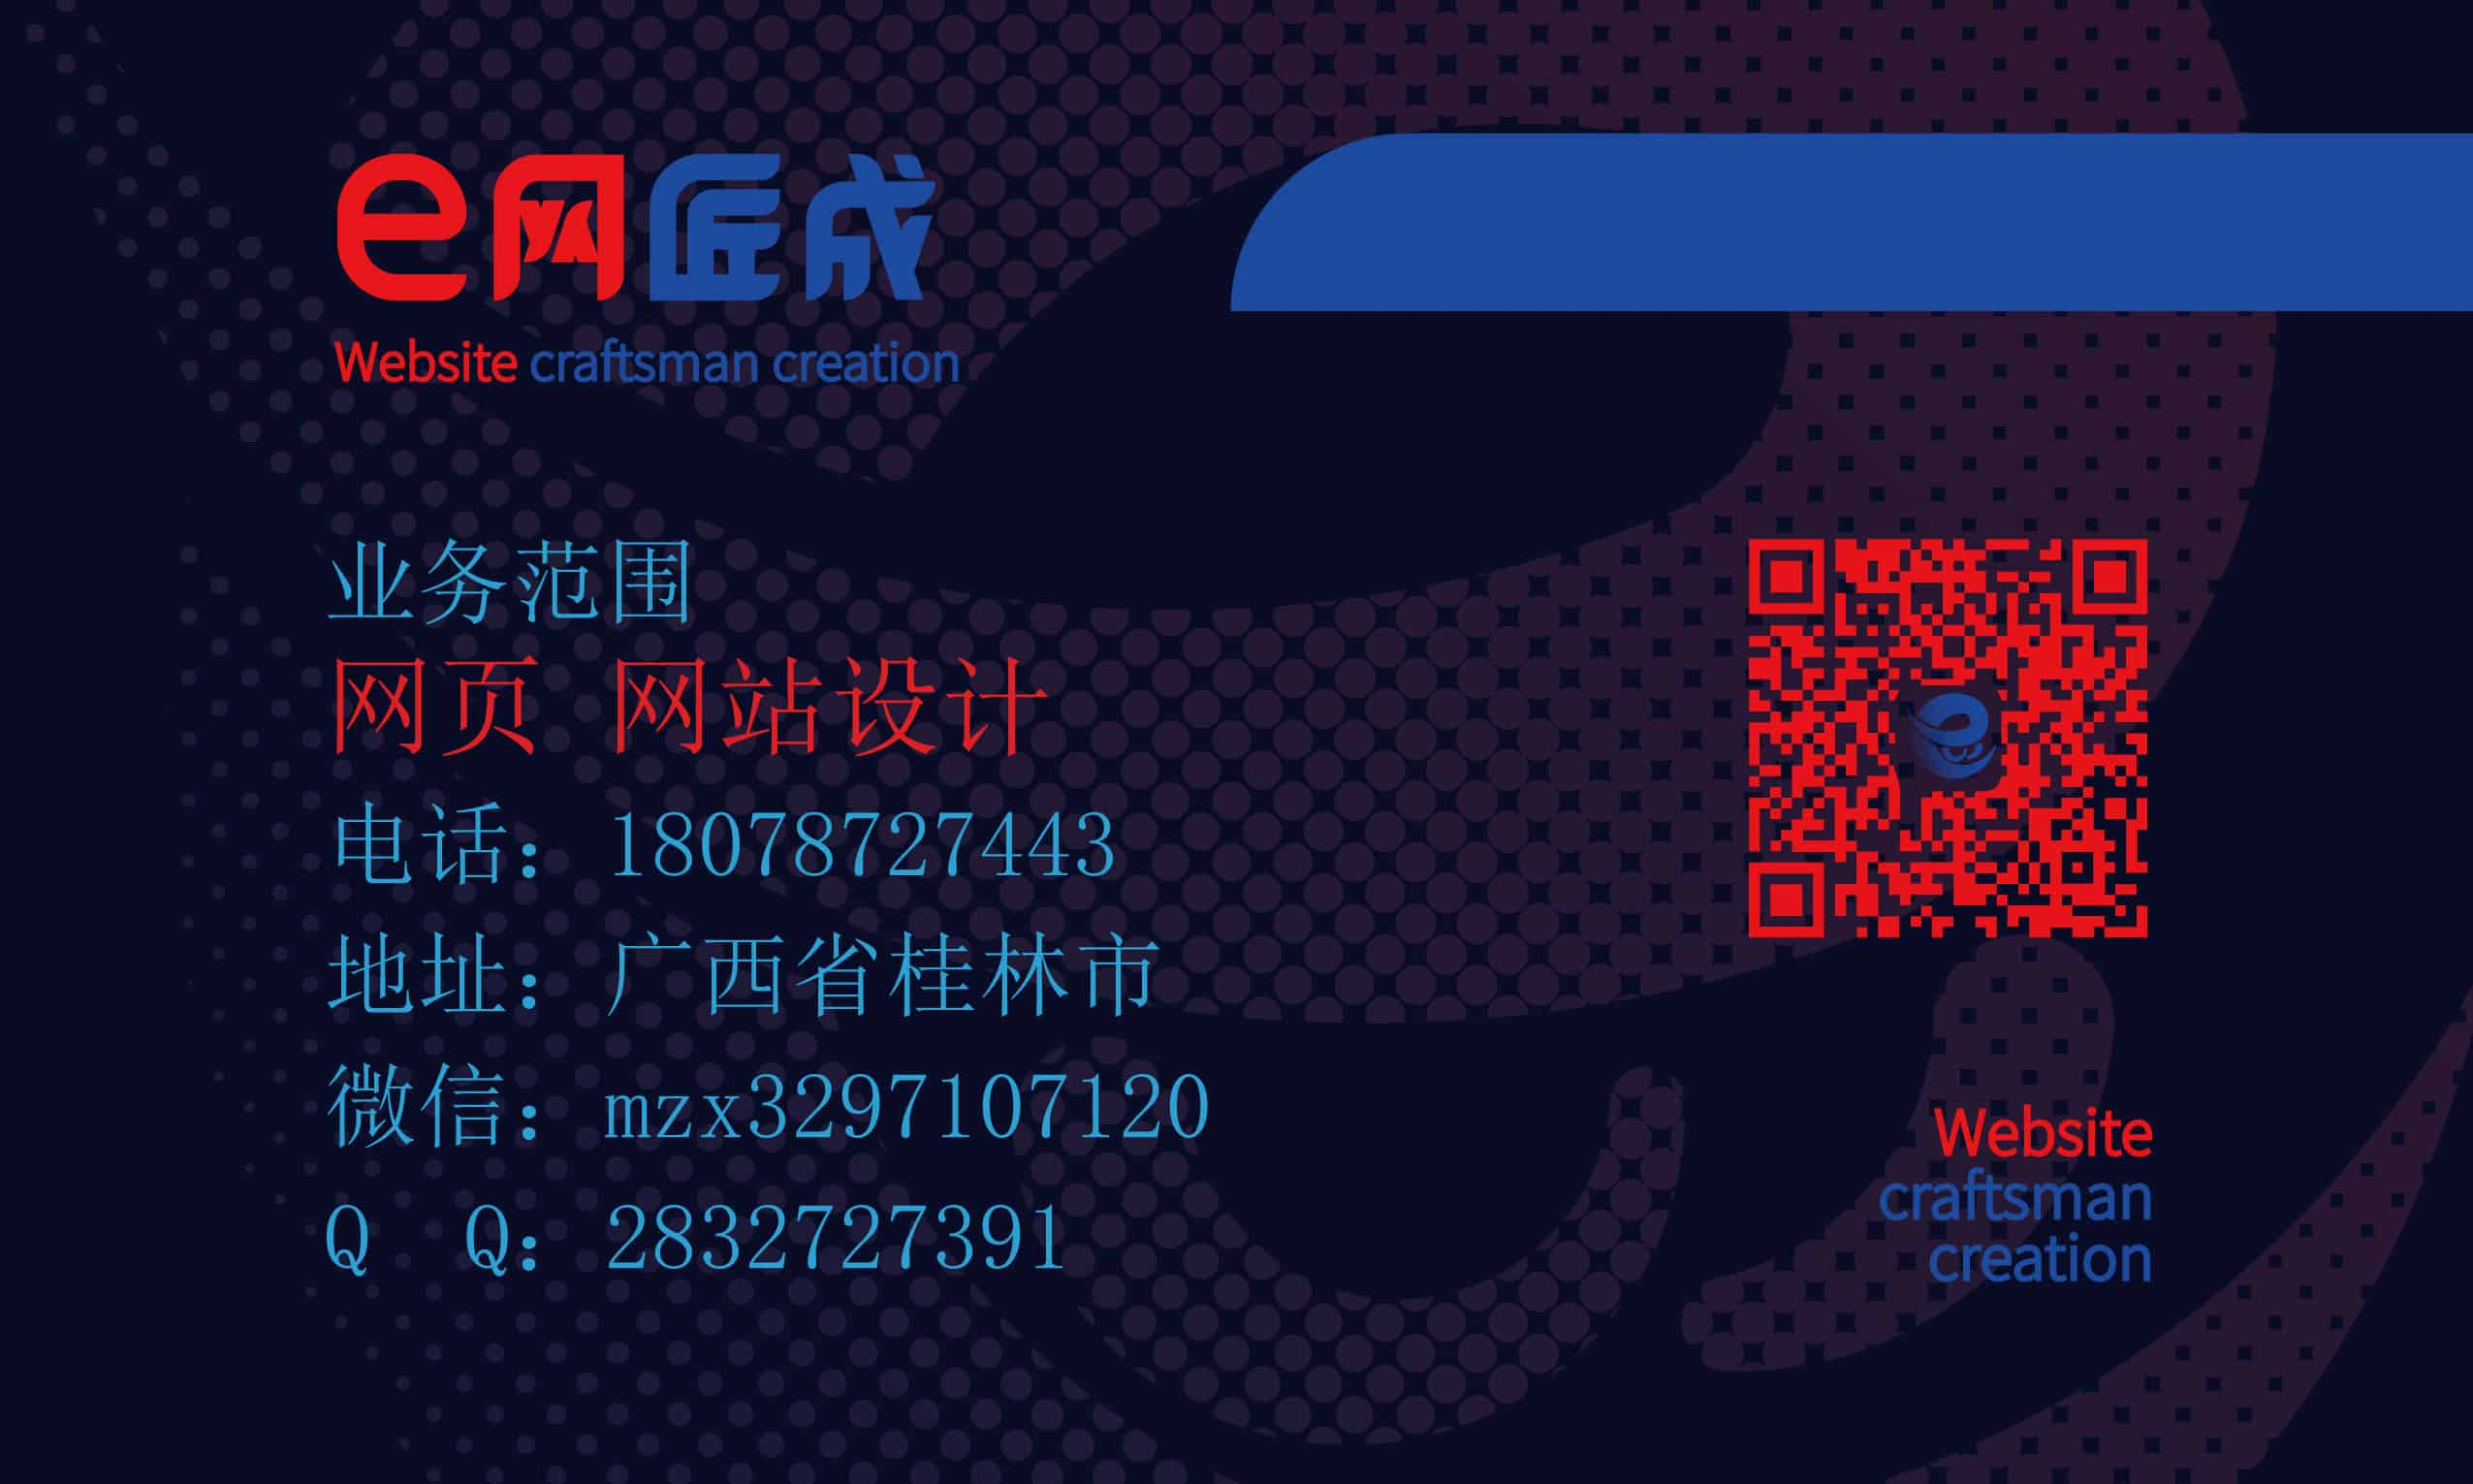 e网匠成
Website craftsman creation
业务范围
网页 网站设计
电话：18078727443
地址：广西省桂林市
微信：mzx3297107120
Q Q：2832727391
Website
craftsman
creation